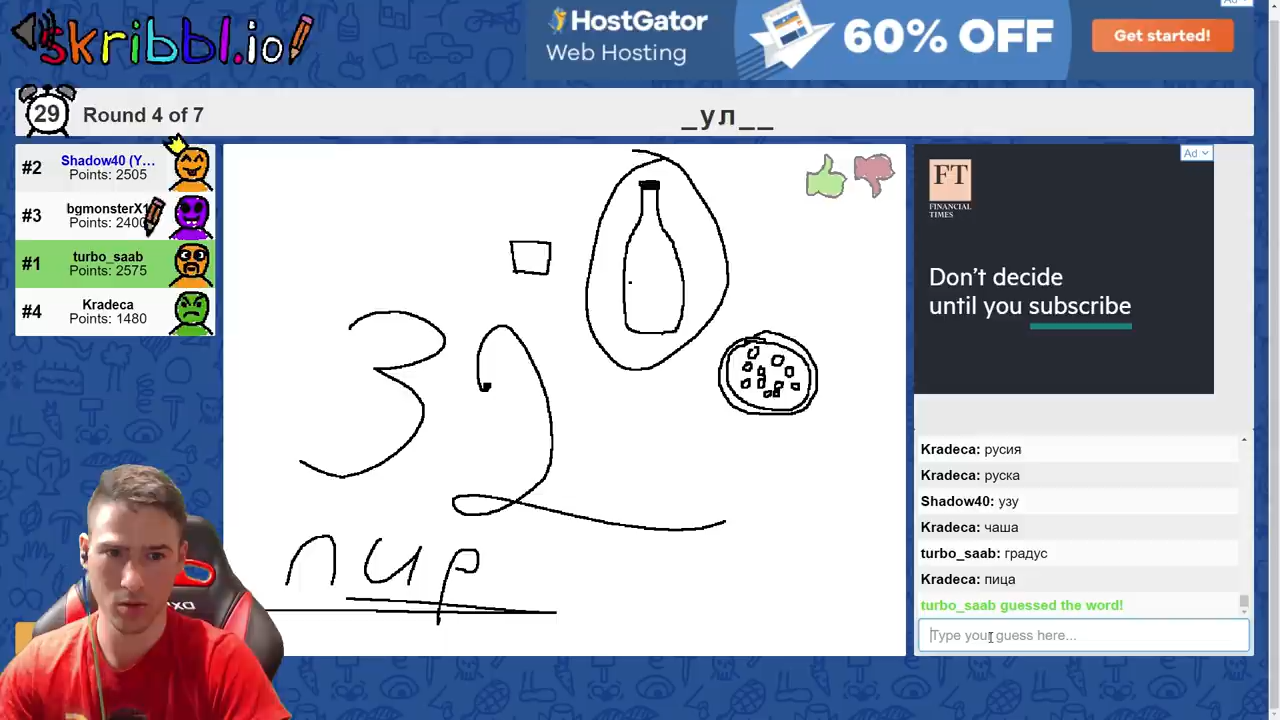 skribbl.io
HostGator
Web Hosting
60% OFF
Get started!
Ad
29
Round 4 of 7
_ул__
#2
Shadow40 (Y...
Points: 2505
#3
bgmonsterX
Points: 2400
#1
turbo_saab
Points: 2575
#4
Kradeca
Points: 1480
32
пир
Ad
FT
FINANCIAL
TIMES
Don't decide
until you subscribe
Kradeca: русия
Kradeca: руска
Shadow40: узу
Kradeca: чаша
turbo_saab: градус
Kradeca: пица
turbo_saab guessed the word!
Type your guess here...